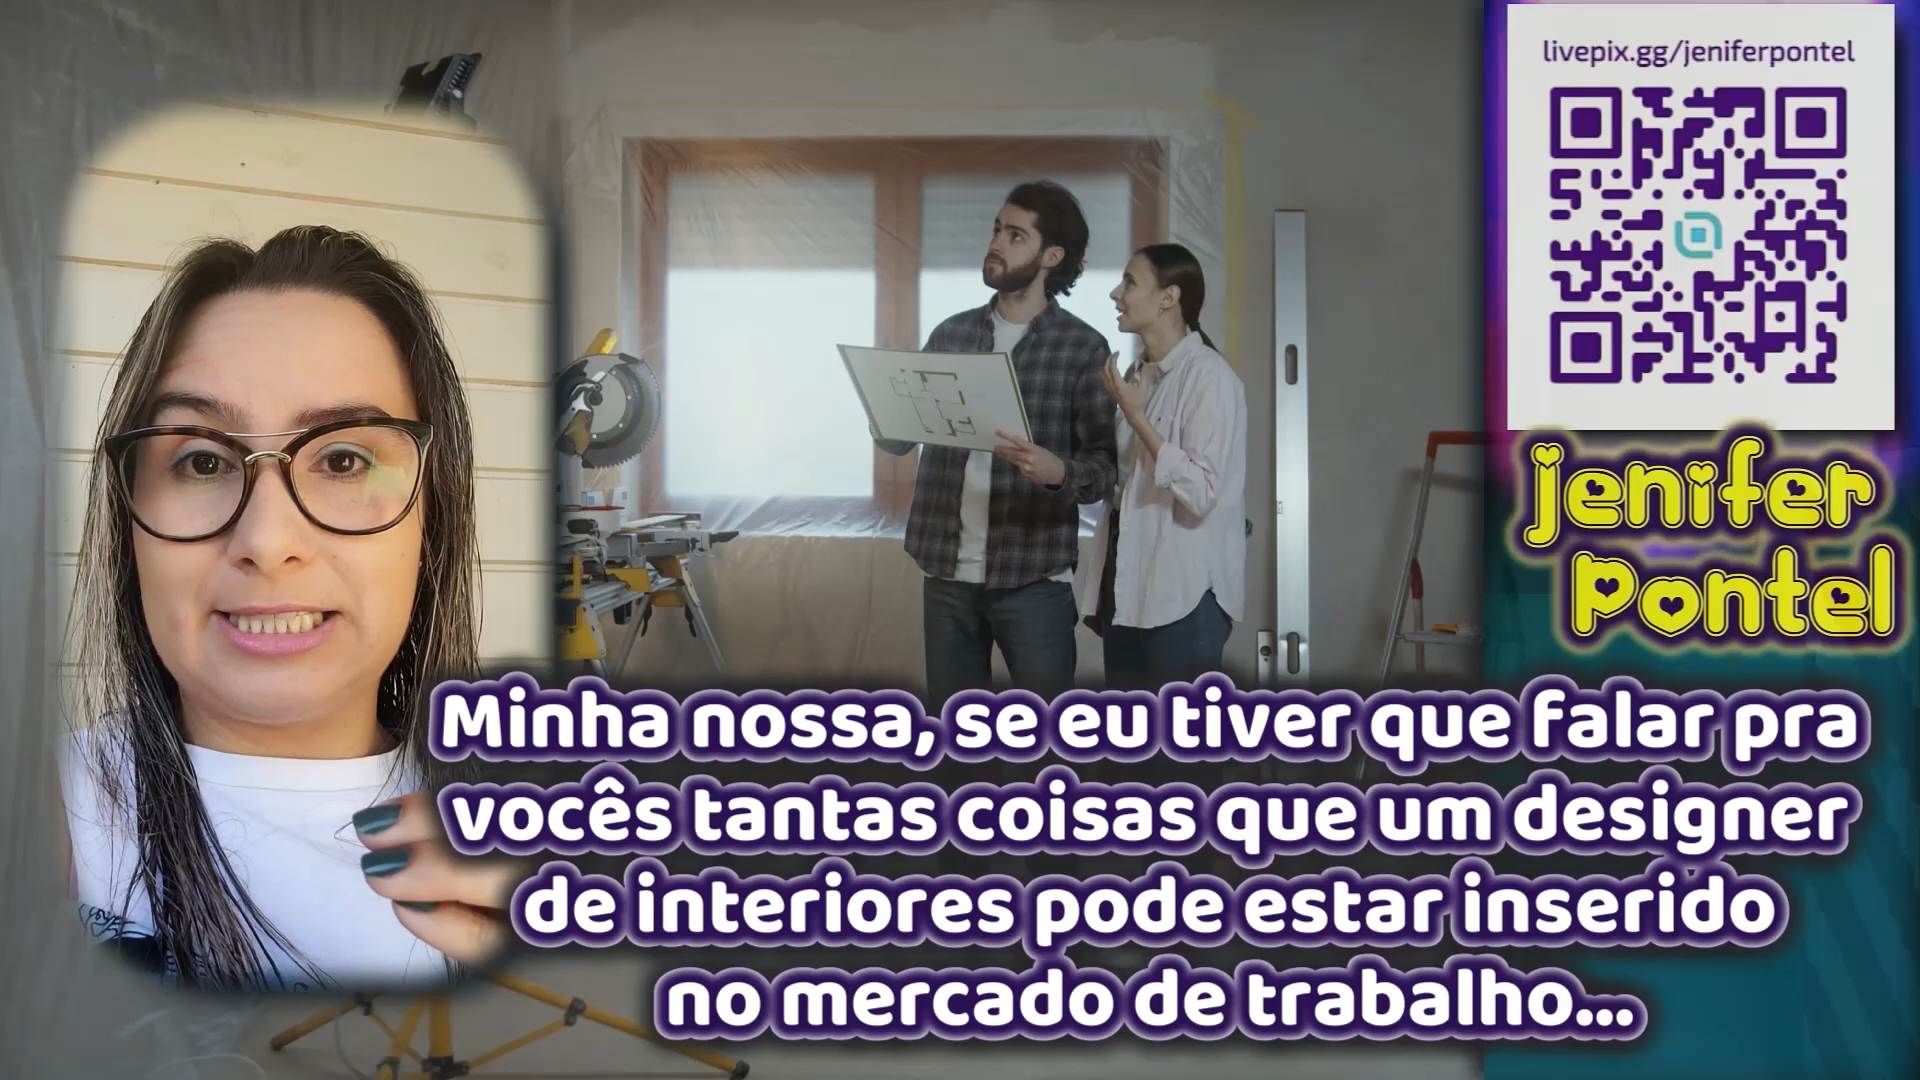 livepix.gg/jeniferpontel
jenifer
Pontel
Minha nossa, se eu tiver que falar pra
vocês tantas coisas que um designer
de interiores pode estar inserido
no mercado de trabalho...